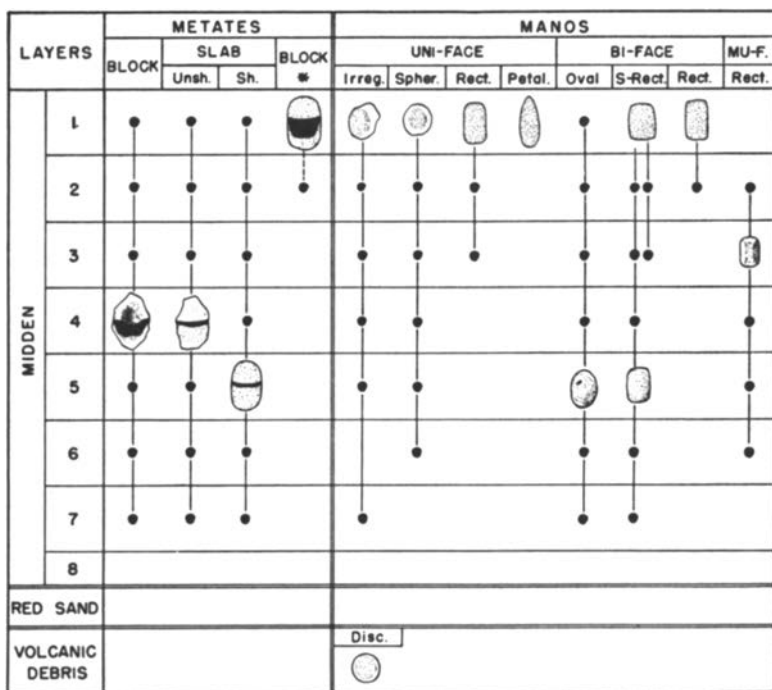 METATES MANOS
LAYERS BLOCK SLAB BLOCK * UNI-FACE BI-FACE MU-F.
Unsh. Sh. Irreg. Spher. Rect. Petal. Oval S-Rect. Rect. Rect.
MIDDEN
1.
2
3
4
5
6
7
8
RED SAND
Disc.
VOLCANIC
DEBRIS